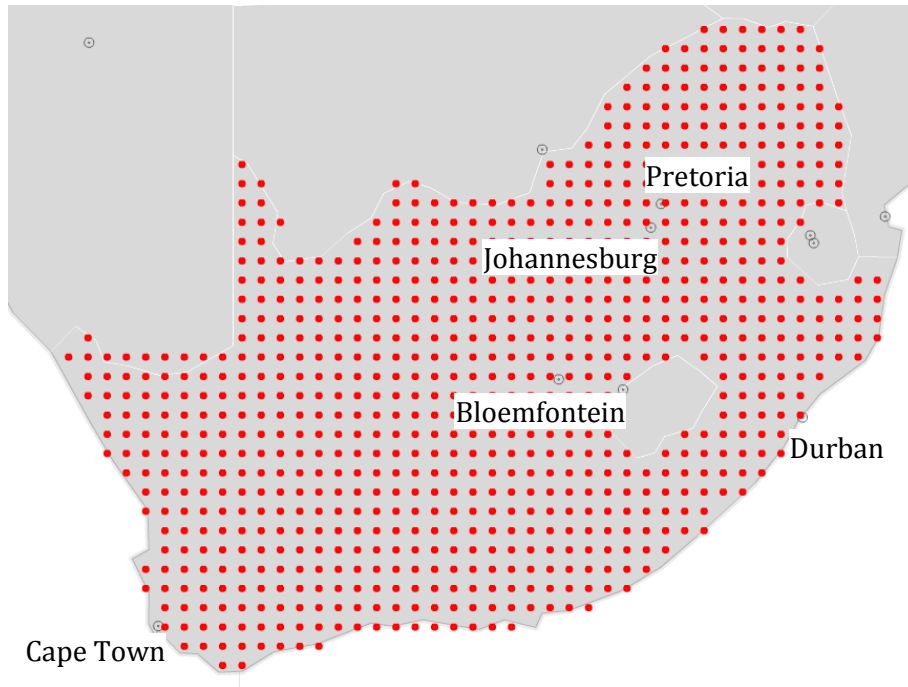 Pretoria
Johannesburg
Bloemfontein
Durban
Cape Town